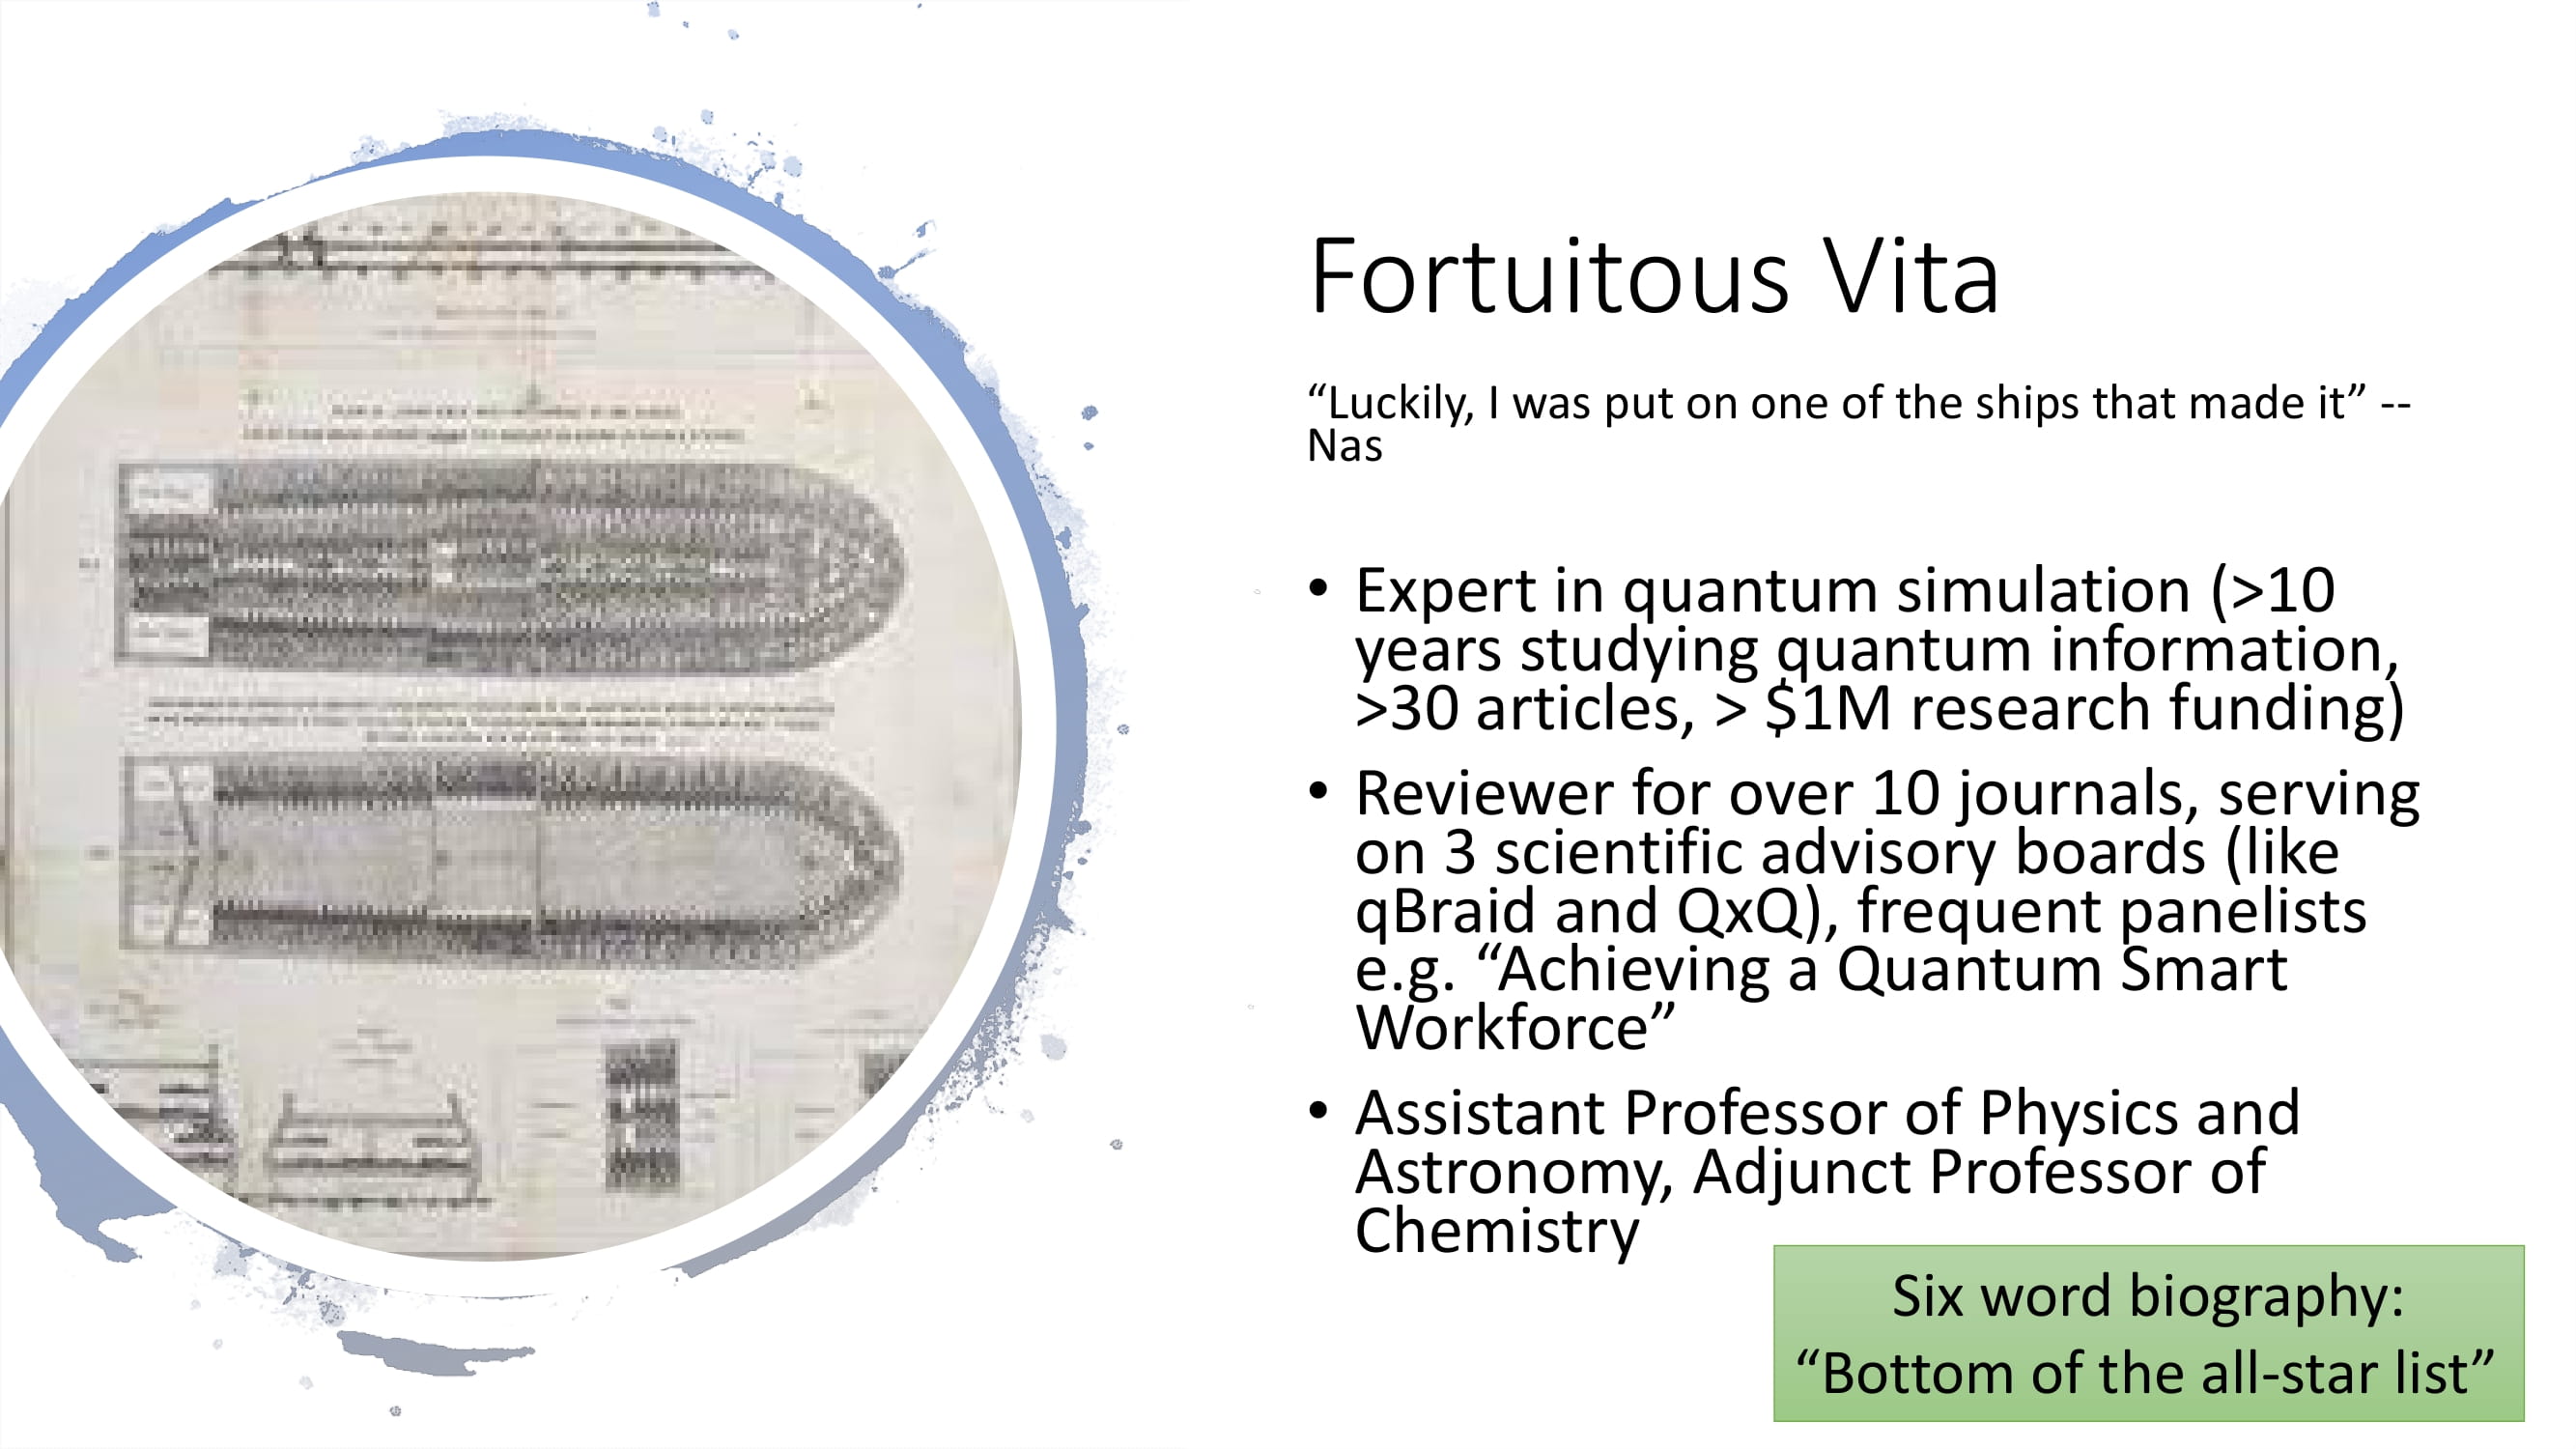 Fortuitous Vita
“Luckily, I was put on one of the ships that made it” --
Nas
• Expert in quantum simulation (>10
years studying quantum information,
>30 articles, > $1M research funding)
• Reviewer for over 10 journals, serving
on 3 scientific advisory boards (like
qBraid and QxQ), frequent panelists
e.g. “Achieving a Quantum Smart
Workforce”
• Assistant Professor of Physics and
Astronomy, Adjunct Professor of
Chemistry
Six word biography:
“Bottom of the all-star list”